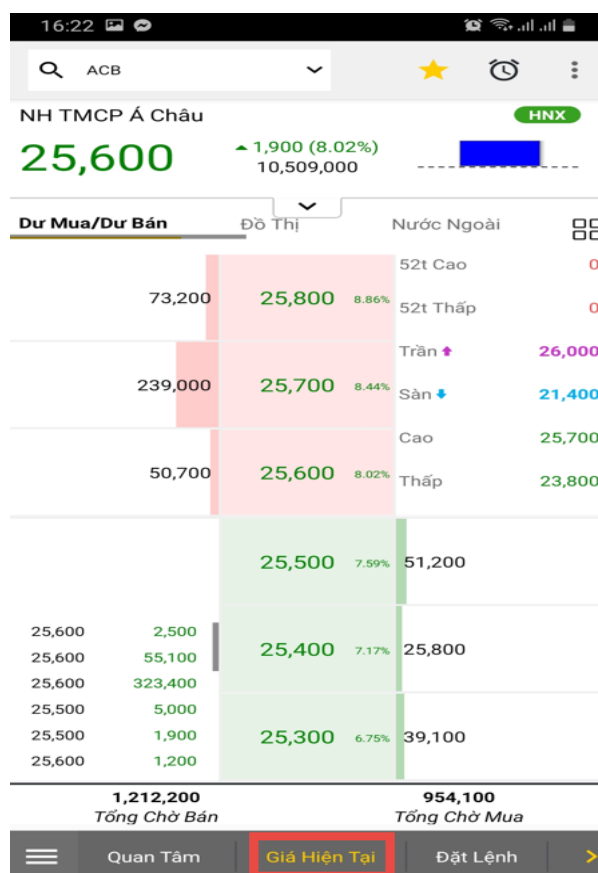 16:22
ACB
NH TMCP Á Châu HNX
25,600 1,900 (8.02%)
10,509,000
Dư Mua/Dư Bán Đồ Thị Nước Ngoài
52t Cao 0
73,200 25,800 8.86%
52t Thấp 0
Trần 26,000
239,000 25,700 8.44%
Sàn 21,400
Cao 25,700
50,700 25,600 8.02%
Thấp 23,800
25,500 7.59% 51,200
25,600 2,500
25,400 7.17% 25,800
25,600 55,100
25,600 323,400
25,500 5,000
25,500 1,900
25,300 6.75% 39,100
25,600 1,200
1,212,200 954,100
Tổng Chờ Bán Tổng Chờ Mua
Quan Tâm Giá Hiện Tại Đặt Lệnh